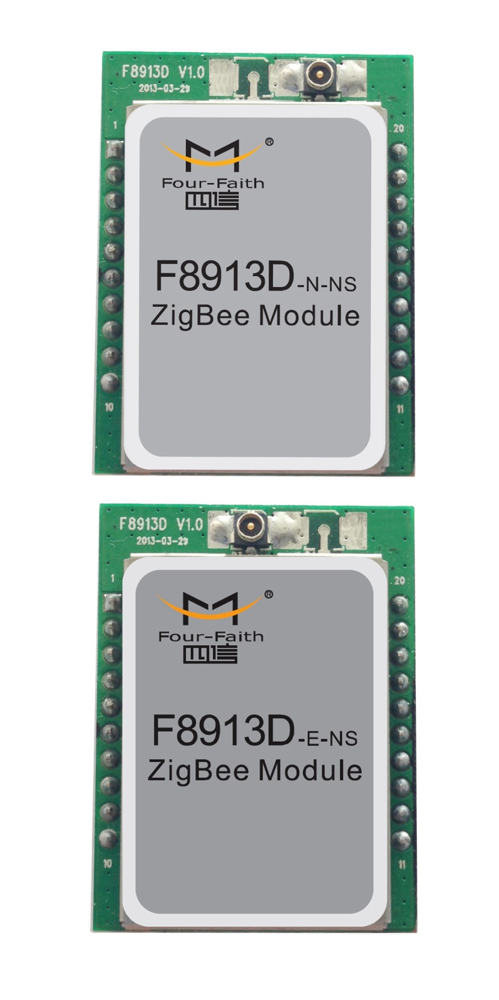 F8913D V1.0
2013-03-29
1
20
®
Four-Faith
四信
F8913D-N-NS
ZigBee Module
10
11
F8913D V1.0
2013-03-29
1
20
®
Four-Faith
四信
F8913D-E-NS
ZigBee Module
10
11